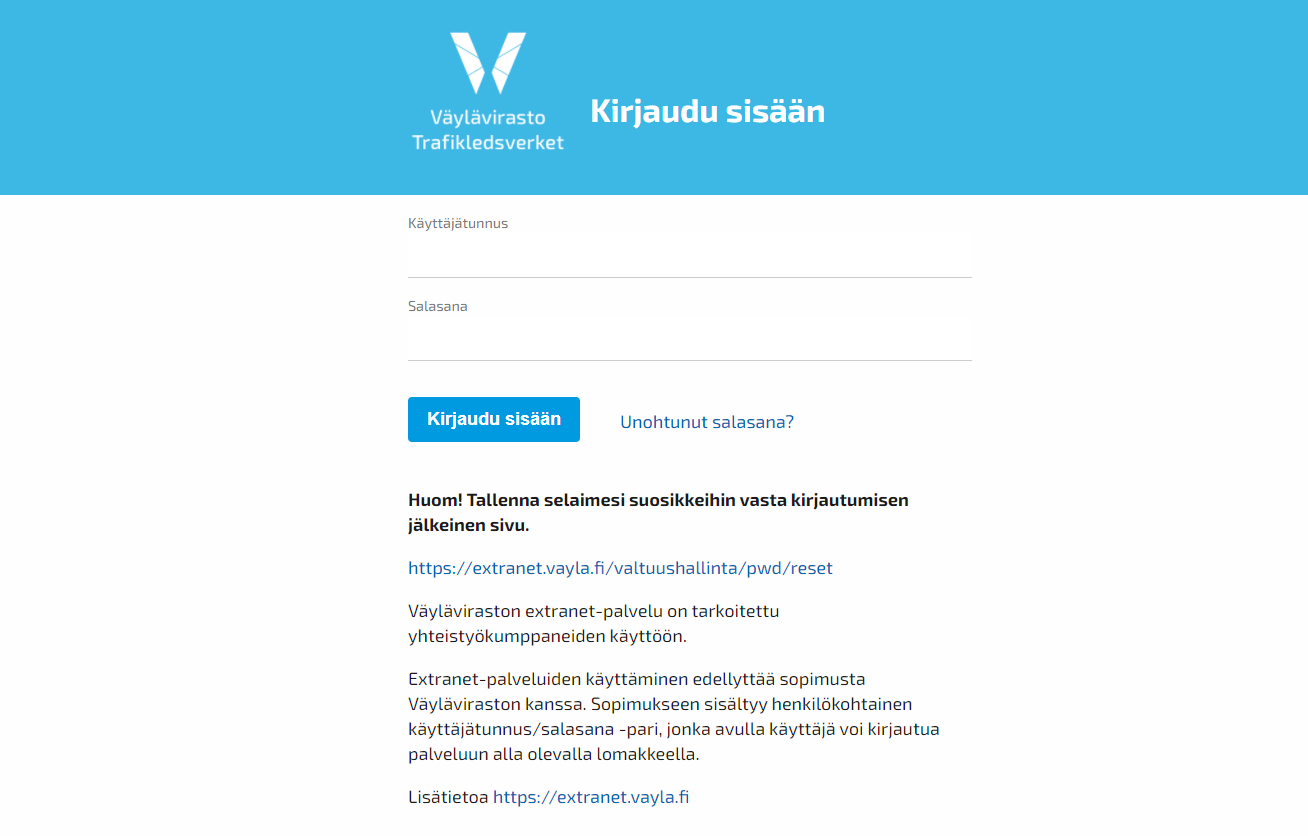 Väylävirasto
Trafikledsverket
Kirjaudu sisään
Käyttäjätunnus
Salasana
Kirjaudu sisään
Unohtunut salasana?
Huom! Tallenna selaimesi suosikkeihin vasta kirjautumisen
jälkeinen sivu.
https://extranet.vayla.fi/valtuushallinta/pwd/reset
Väyläviraston extranet-palvelu on tarkoitettu
yhteistyökumppaneiden käyttöön.
Extranet-palveluiden käyttäminen edellyttää sopimusta
Väyläviraston kanssa. Sopimukseen sisältyy henkilökohtainen
käyttäjätunnus/salasana -pari, jonka avulla käyttäjä voi kirjautua
palveluun alla olevalla lomakkeella.
Lisätietoa https://extranet.vayla.fi